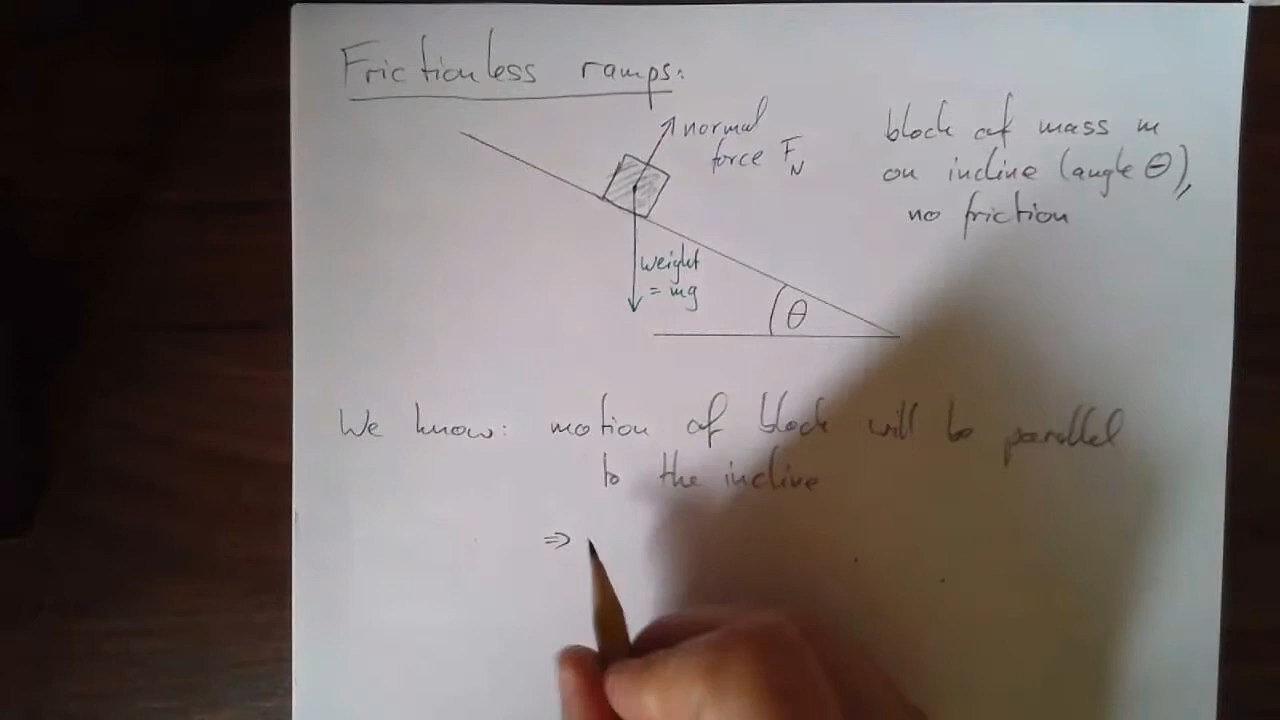 Frictionless ramps:
normal
force F_N
block of mass m
on incline (angle θ),
no friction
weight
= mg
θ
We know: motion of block will be parallel
to the incline
⇒